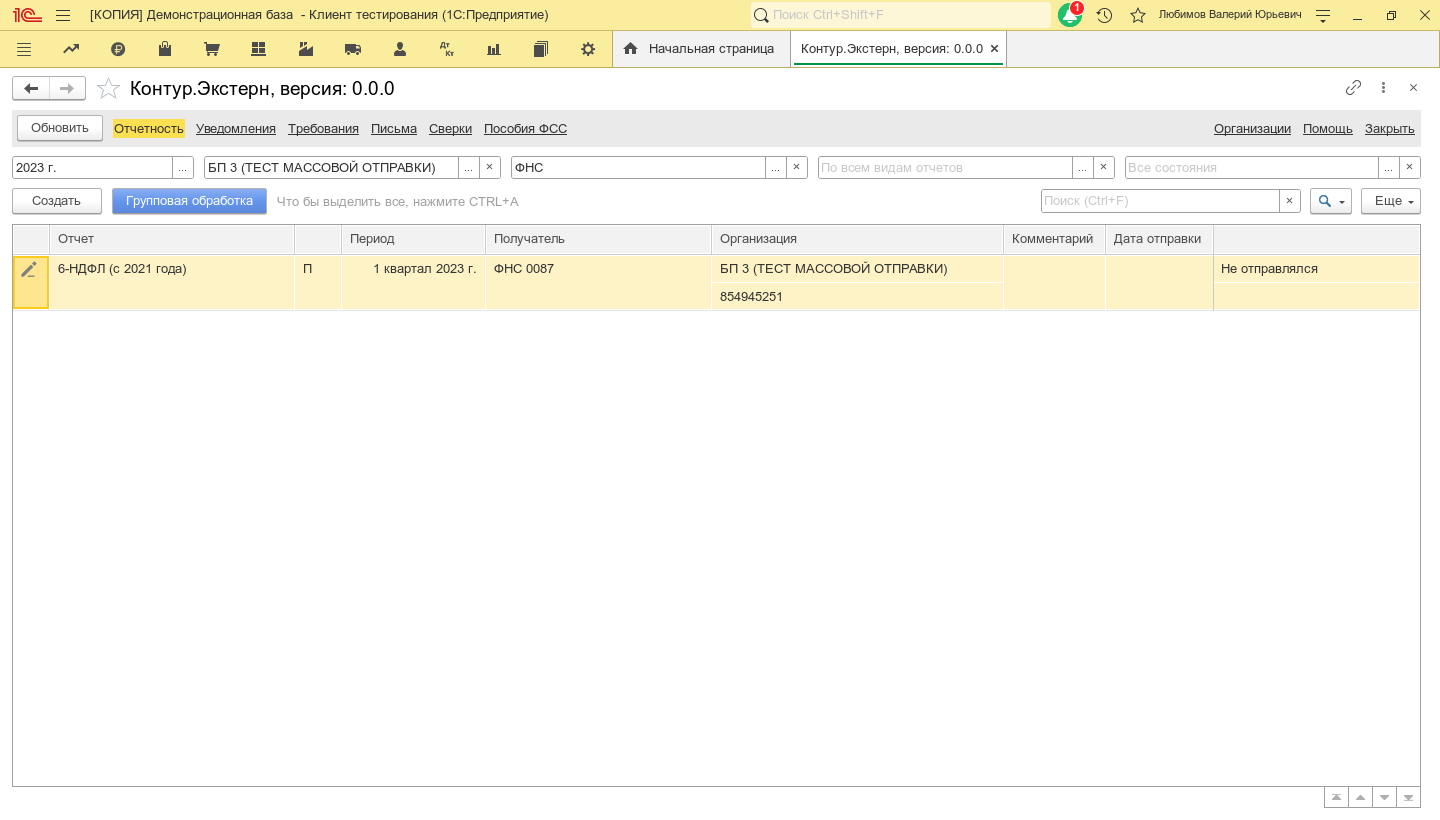 [КОПИЯ] Демонстрационная база - Клиент тестирования (1С:Предприятие)
Поиск Ctrl+Shift+F
1
Любимов Валерий Юрьевич
Дт Кт
Начальная страница
Контур.Экстерн, версия: 0.0.0
Контур.Экстерн, версия: 0.0.0
Обновить
Отчетность
Уведомления
Требования
Письма
Сверки
Пособия ФСС
Организации
Помощь
Закрыть
2023 г.
...
БП 3 (ТЕСТ МАССОВОЙ ОТПРАВКИ)
...
ФНС
...
По всем видам отчетов
...
Все состояния
...
Создать
Групповая обработка
Что бы выделить все, нажмите CTRL+A
Поиск (Ctrl+F)
Еще
Отчет
Период
Получатель
Организация
Комментарий
Дата отправки
6-НДФЛ (с 2021 года)
П
1 квартал 2023 г.
ФНС 0087
БП 3 (ТЕСТ МАССОВОЙ ОТПРАВКИ)
Не отправлялся
854945251